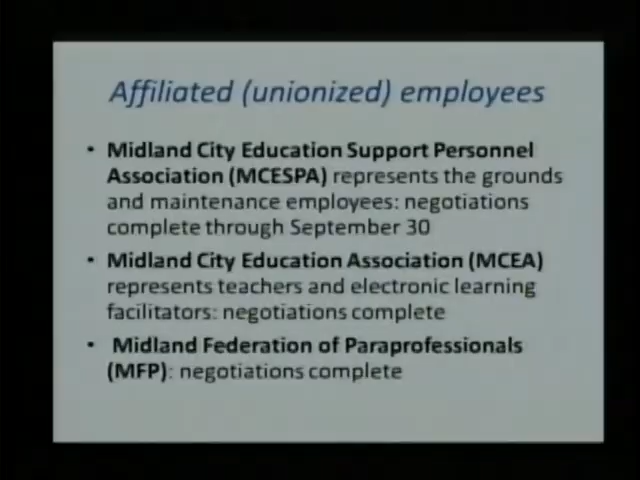 Affiliated (unionized) employees
• Midland City Education Support Personnel
Association (MCESPA) represents the grounds
and maintenance employees: negotiations
complete through September 30
• Midland City Education Association (MCEA)
represents teachers and electronic learning
facilitators: negotiations complete
• Midland Federation of Paraprofessionals
(MFP): negotiations complete